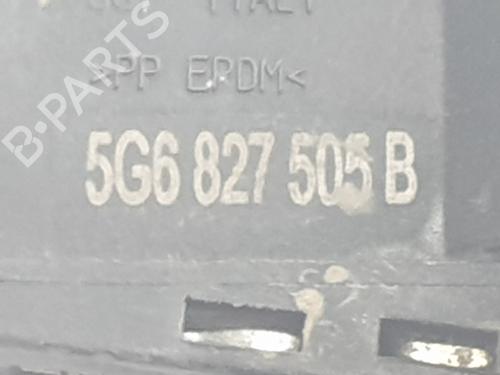 ITALY
>PP EPDM<
5G6 827 505 B
B-PARTS